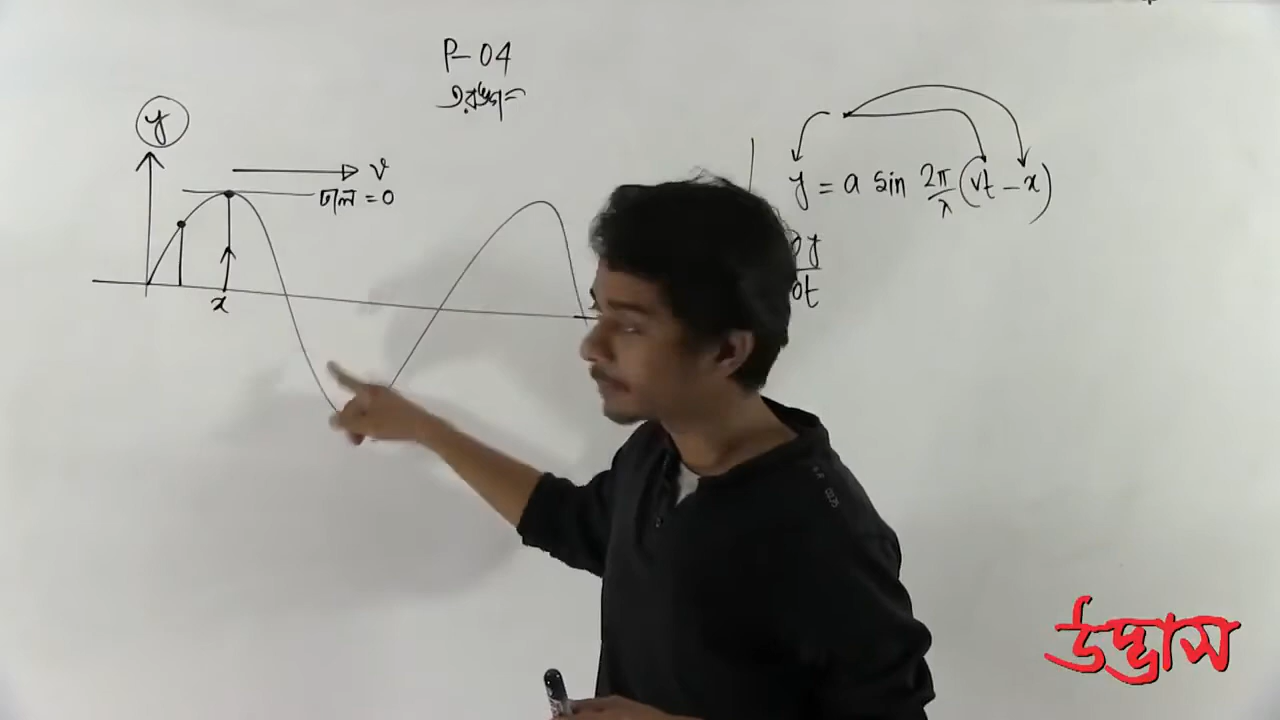 P-04
তরঙ্গ
y
v
ঢাল = 0
x
y = a sin 2π/λ (vt - x)
∂y/∂t
উদ্ভাস